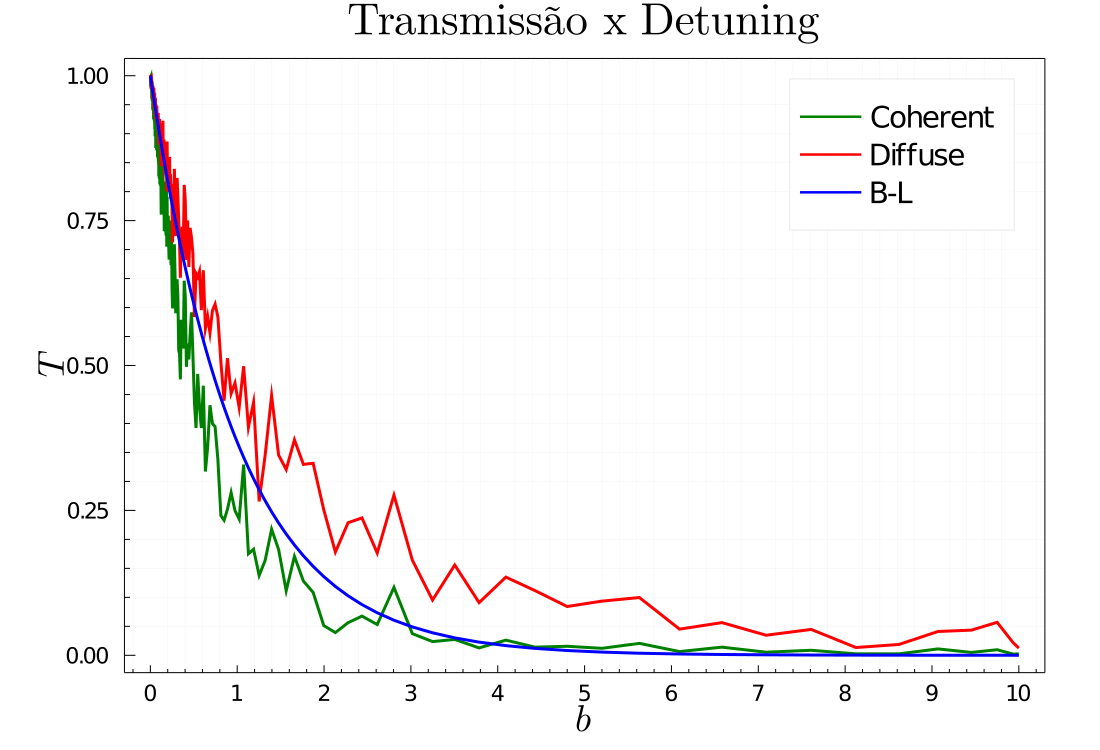 Transmissão x Detuning
1.00
0.75
0.50
0.25
0.00
T
Coherent
Diffuse
B-L
0 1 2 3 4 5 6 7 8 9 10
b